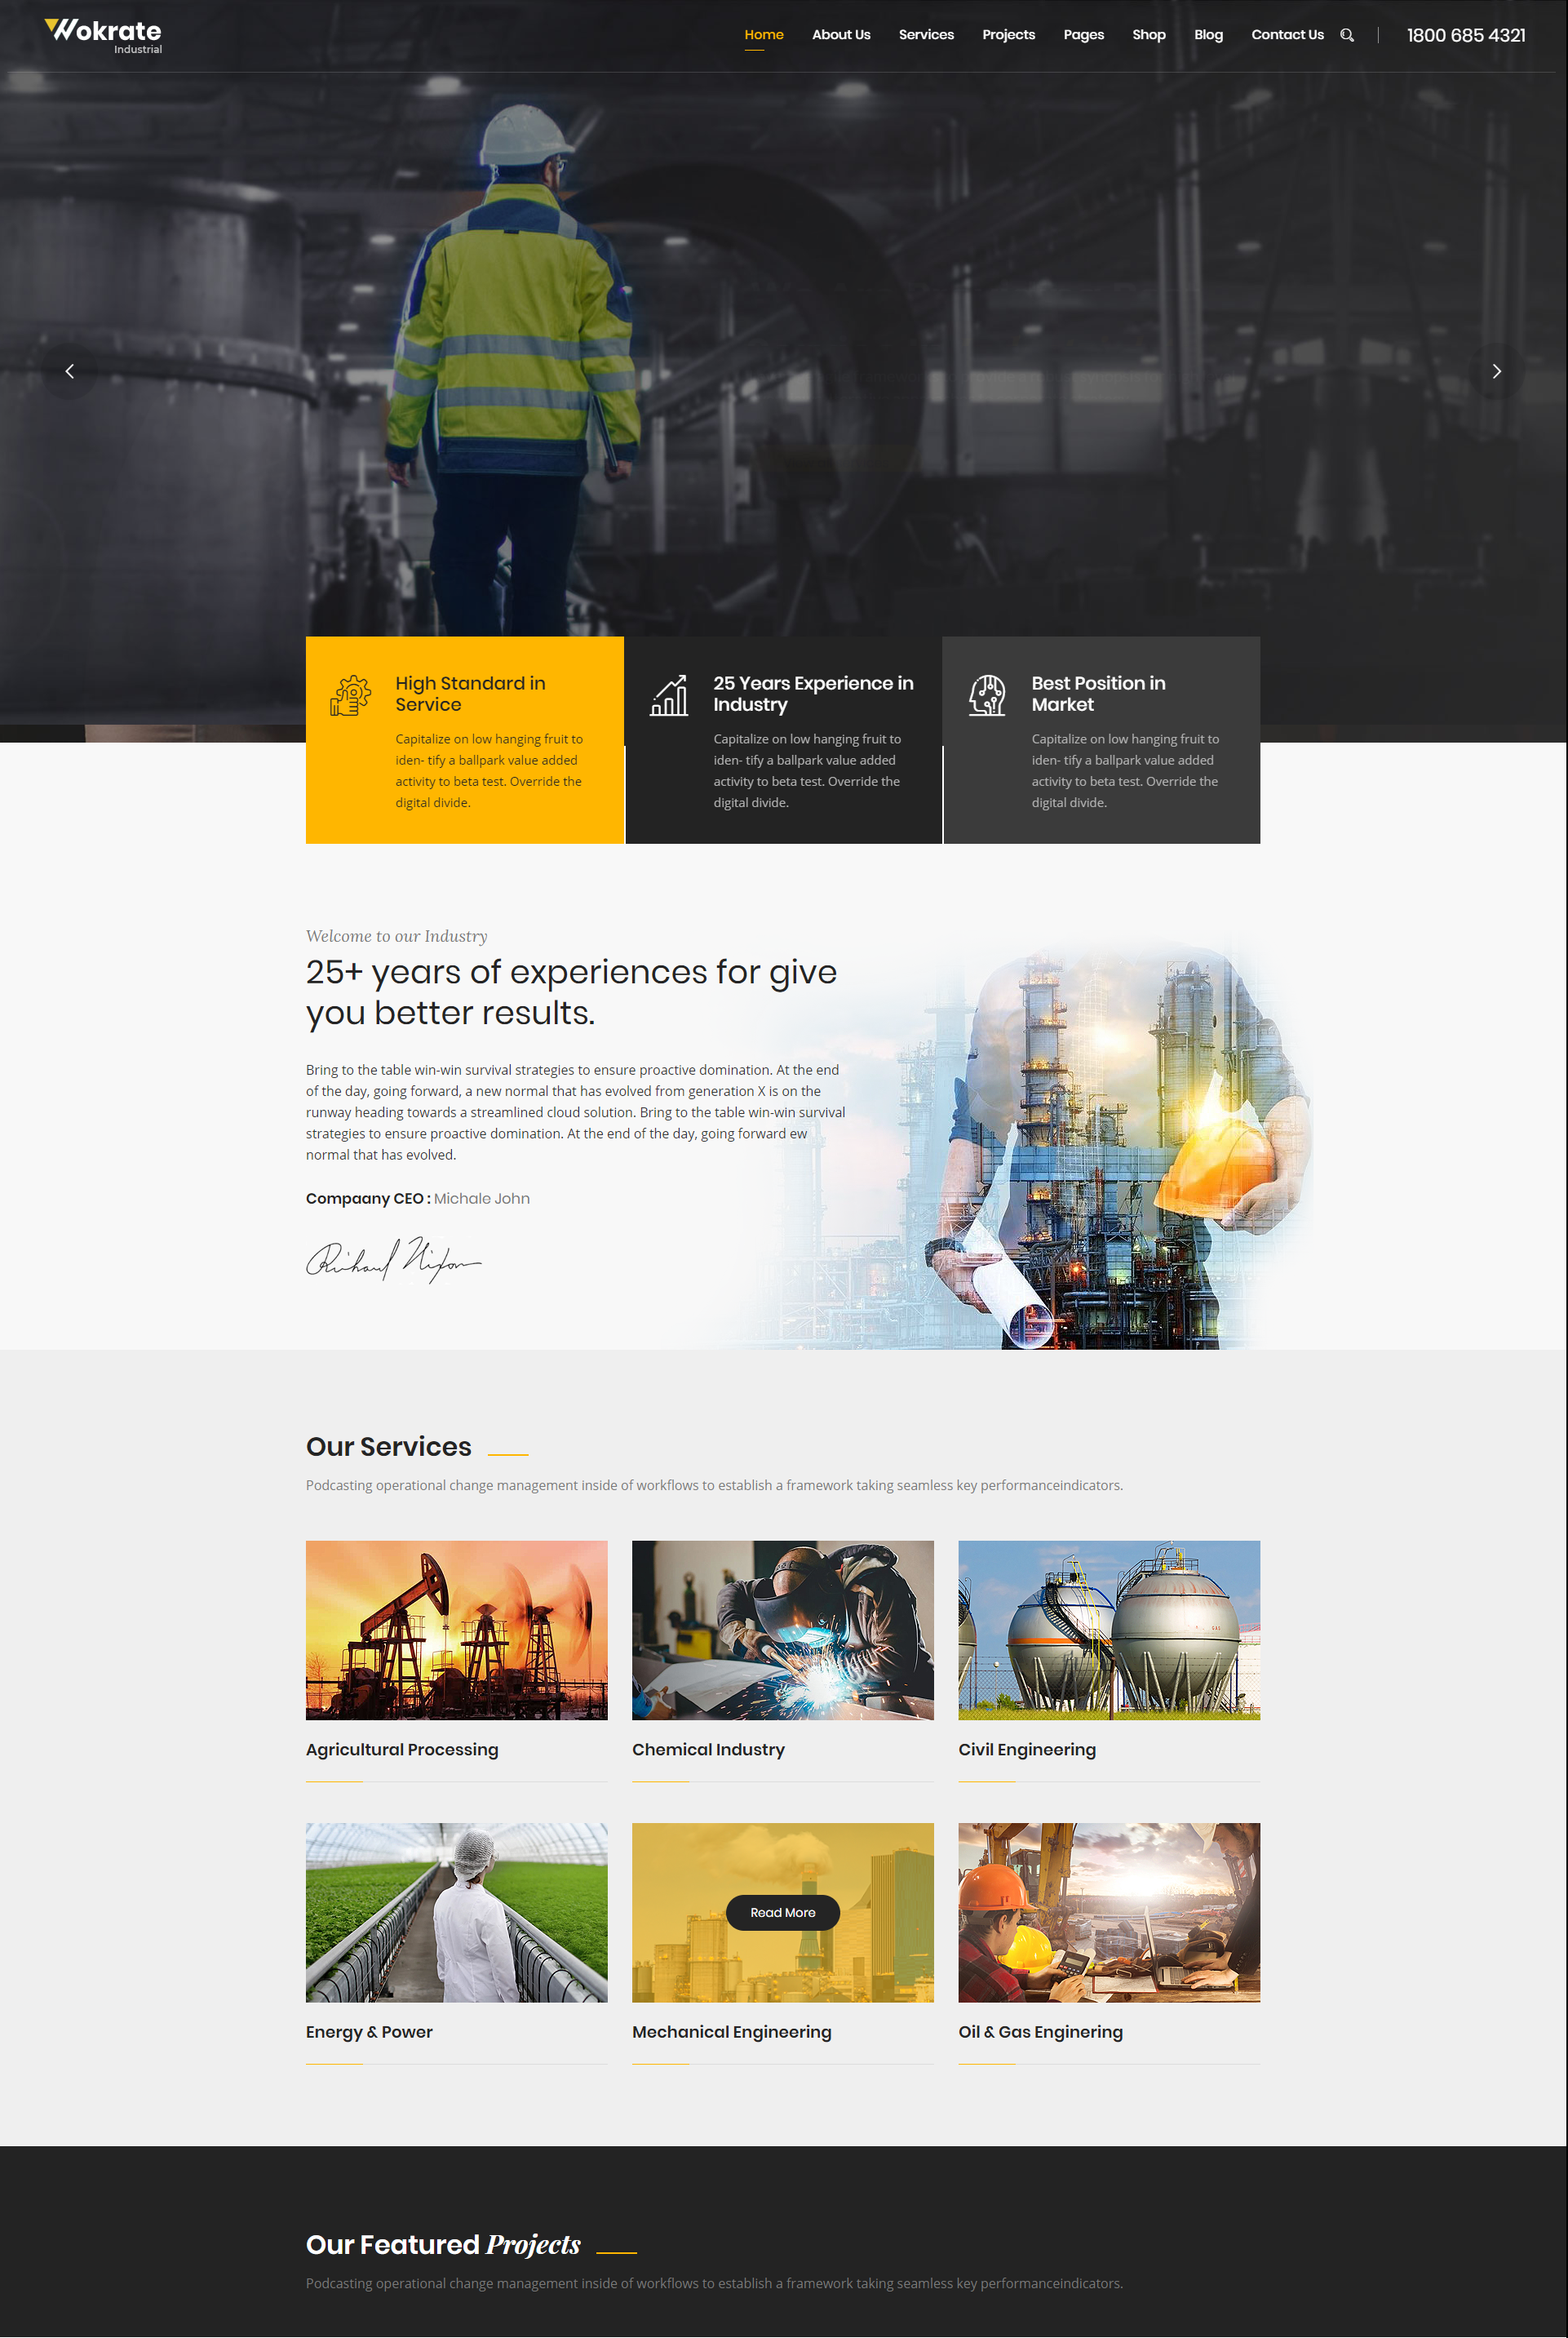 Wokrate
Industrial
Home About Us Services Projects Pages Shop Blog Contact Us 1800 685 4321
High Standard in
Service
Capitalize on low hanging fruit to
iden- tify a ballpark value added
activity to beta test. Override the
digital divide.
25 Years Experience in
Industry
Capitalize on low hanging fruit to
iden- tify a ballpark value added
activity to beta test. Override the
digital divide.
Best Position in
Market
Capitalize on low hanging fruit to
iden- tify a ballpark value added
activity to beta test. Override the
digital divide.
Welcome to our Industry
25+ years of experiences for give
you better results.
Bring to the table win-win survival strategies to ensure proactive domination. At the end
of the day, going forward, a new normal that has evolved from generation X is on the
runway heading towards a streamlined cloud solution. Bring to the table win-win survival
strategies to ensure proactive domination. At the end of the day, going forward ew
normal that has evolved.
Compaany CEO : Michale John
Richard Nixon
Our Services
Podcasting operational change management inside of workflows to establish a framework taking seamless key performanceindicators.
Agricultural Processing
Chemical Industry
Civil Engineering
Read More
Energy & Power
Mechanical Engineering
Oil & Gas Enginering
Our Featured Projects
Podcasting operational change management inside of workflows to establish a framework taking seamless key performanceindicators.